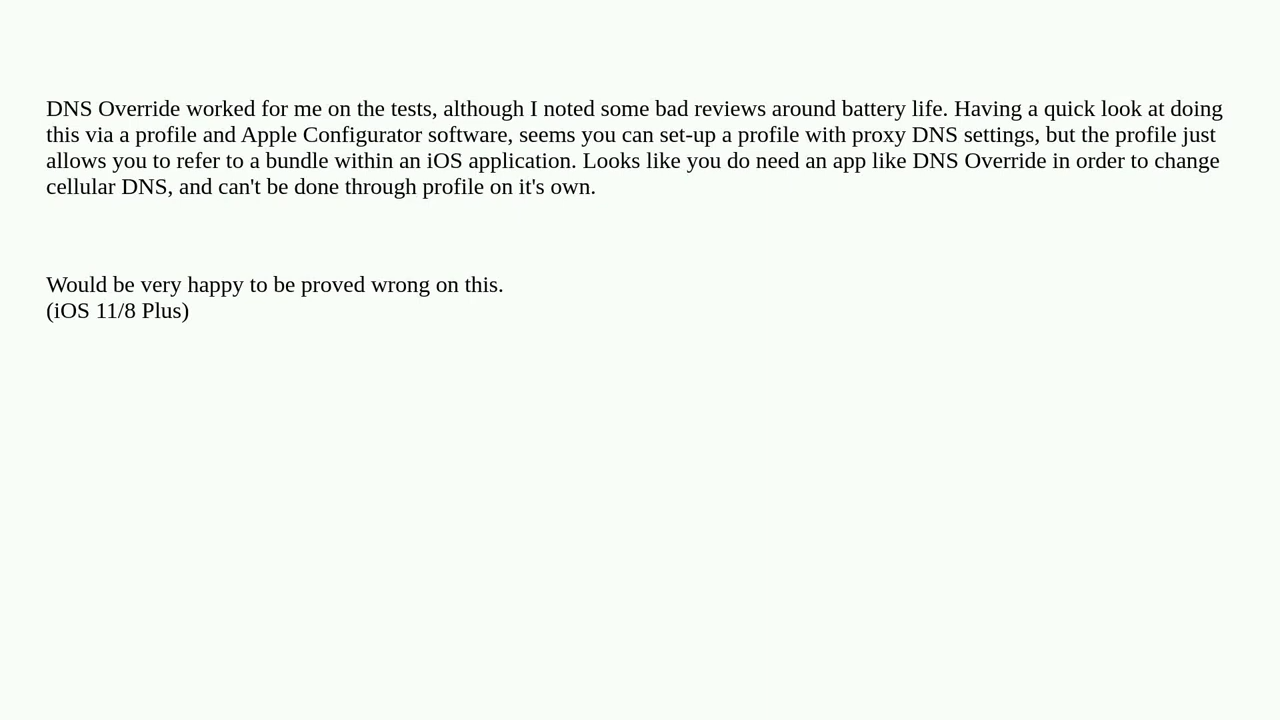 DNS Override worked for me on the tests, although I noted some bad reviews around battery life. Having a quick look at doing
this via a profile and Apple Configurator software, seems you can set-up a profile with proxy DNS settings, but the profile just
allows you to refer to a bundle within an iOS application. Looks like you do need an app like DNS Override in order to change
cellular DNS, and can't be done through profile on it's own.
Would be very happy to be proved wrong on this.
(iOS 11/8 Plus)